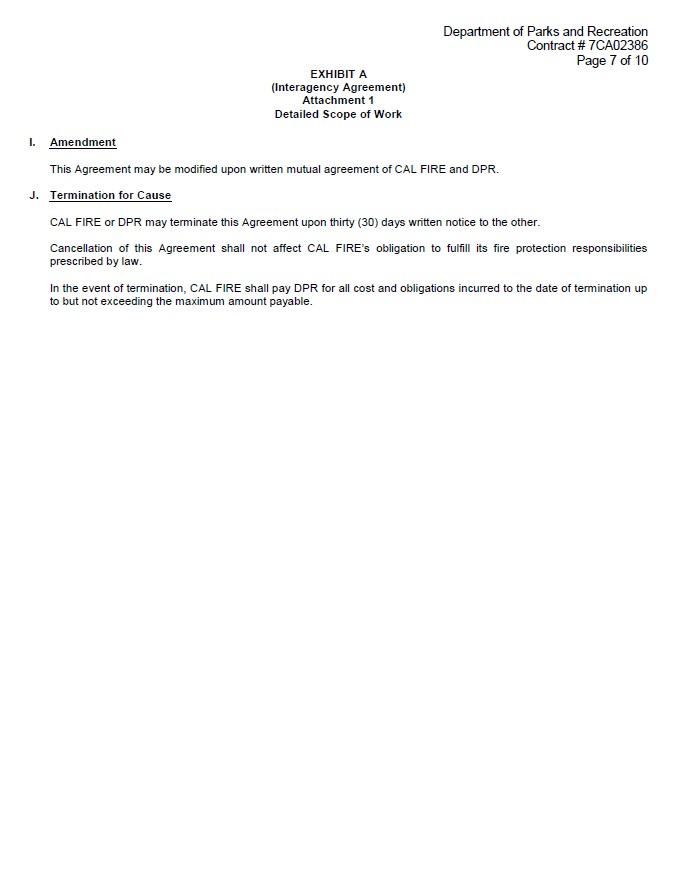 Department of Parks and Recreation
Contract # 7CA02386
Page 7 of 10
EXHIBIT A
(Interagency Agreement)
Attachment 1
Detailed Scope of Work
I. Amendment
This Agreement may be modified upon written mutual agreement of CAL FIRE and DPR.
J. Termination for Cause
CAL FIRE or DPR may terminate this Agreement upon thirty (30) days written notice to the other.
Cancellation of this Agreement shall not affect CAL FIRE's obligation to fulfill its fire protection responsibilities
prescribed by law.
In the event of termination, CAL FIRE shall pay DPR for all cost and obligations incurred to the date of termination up
to but not exceeding the maximum amount payable.